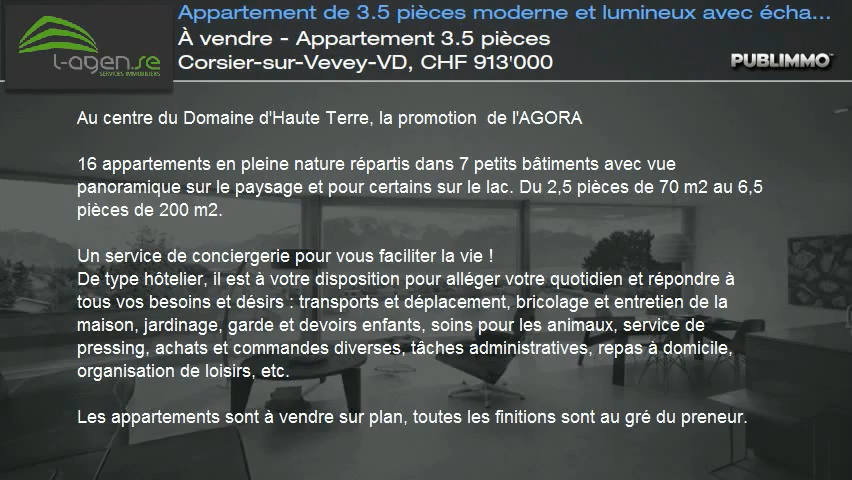 Appartement de 3.5 pièces moderne et lumineux avec écha...
À vendre - Appartement 3.5 pièces
Corsier-sur-Vevey-VD, CHF 913'000
l-agen.se
SERVICES IMMOBILIERS
PUBLIMMO
Au centre du Domaine d'Haute Terre, la promotion  de l'AGORA
16 appartements en pleine nature répartis dans 7 petits bâtiments avec vue
panoramique sur le paysage et pour certains sur le lac. Du 2,5 pièces de 70 m2 au 6,5
pièces de 200 m2.
Un service de conciergerie pour vous faciliter la vie !
De type hôtelier, il est à votre disposition pour alléger votre quotidien et répondre à
tous vos besoins et désirs : transports et déplacement, bricolage et entretien de la
maison, jardinage, garde et devoirs enfants, soins pour les animaux, service de
pressing, achats et commandes diverses, tâches administratives, repas à domicile,
organisation de loisirs, etc.
Les appartements sont à vendre sur plan, toutes les finitions sont au gré du preneur.